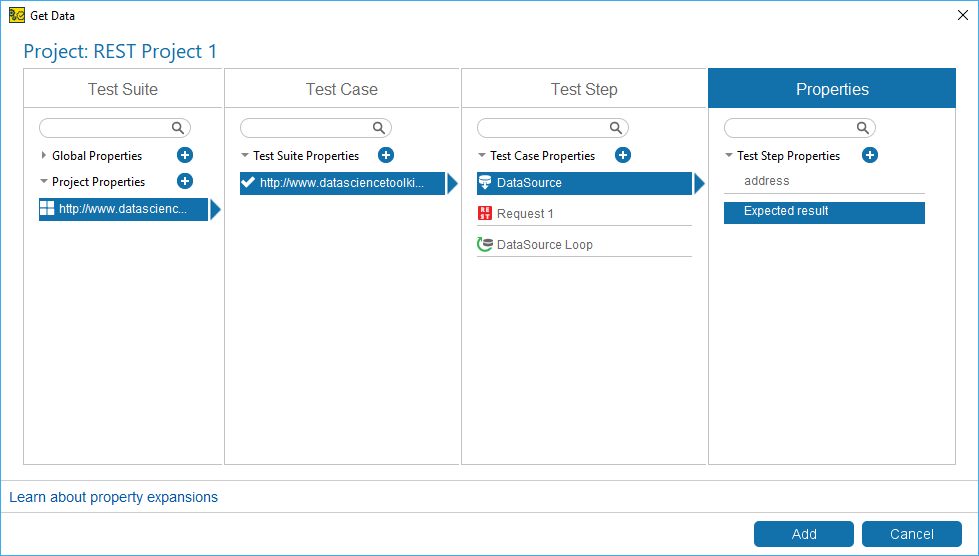 Get Data
Project: REST Project 1
Test Suite
Test Case
Test Step
Properties
Global Properties
Project Properties
http://www.datascienc...
Test Suite Properties
http://www.datasciencetoolki...
Test Case Properties
DataSource
REST Request 1
DataSource Loop
Test Step Properties
address
Expected result
Learn about property expansions
Add
Cancel